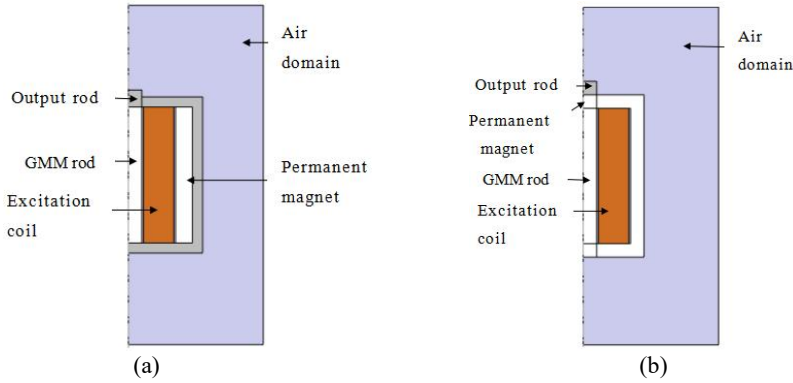 Air
domain
Output rod
GMM rod
Permanent
magnet
Excitation
coil
(a)
Air
domain
Output rod
Permanent
magnet
GMM rod
Excitation
coil
(b)